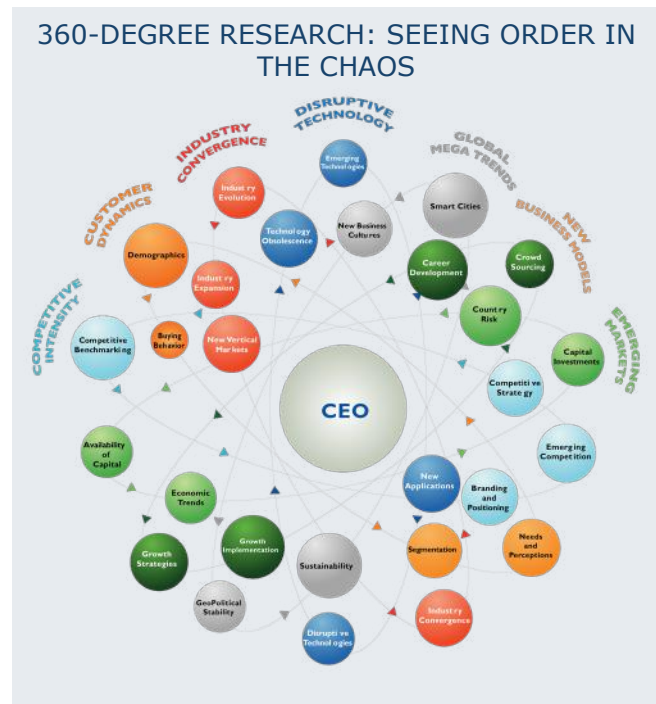 360-DEGREE RESEARCH: SEEING ORDER IN
THE CHAOS
DISRUPTIVE
TECHNOLOGY
INDUSTRY
CONVERGENCE
GLOBAL
MEGA TRENDS
CUSTOMER
DYNAMICS
NEW
BUSINESS MODELS
COMPETITIVE
INTENSITY
EMERGING
MARKETS
Emerging
Technologies
Industry
Evolution
Smart Cities
Technology
Obsolescence
New Business
Cultures
Demographics
Career
Development
Crowd
Sourcing
Industry
Expansion
Country
Risk
Competitive
Benchmarking
Buying
Behavior
New Vertical
Markets
Capital
Investments
Competitive
Strategy
CEO
Availability
of
Capital
Emerging
Competition
Economic
Trends
New
Applications
Branding
and
Positioning
Growth
Strategies
Growth
Implementation
Sustainability
Segmentation
Needs
and
Perceptions
GeoPolitical
Stability
Industry
Convergence
Disruptive
Technologies